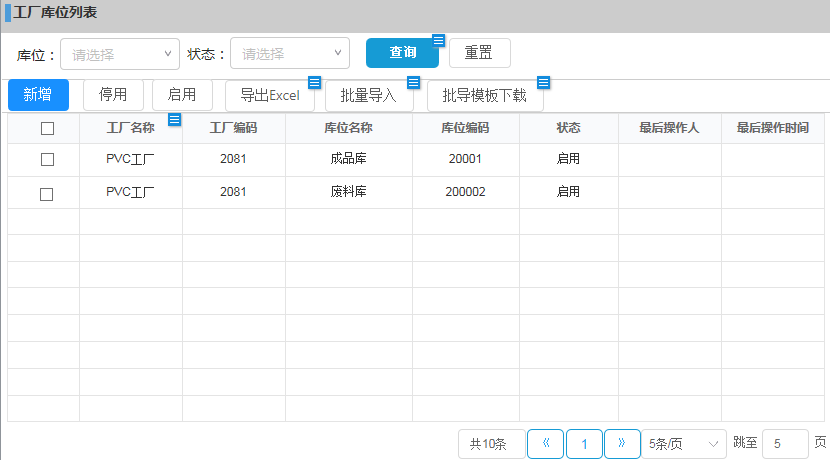 工厂库位列表
库位： 请选择 状态： 请选择 查询 重置
新增 停用 启用 导出Excel 批量导入 批导模板下载
工厂名称 工厂编码 库位名称 库位编码 状态 最后操作人 最后操作时间
PVC工厂 2081 成品库 20001 启用
PVC工厂 2081 废料库 200002 启用
共10条 《 1 》 5条/页 跳至 5 页